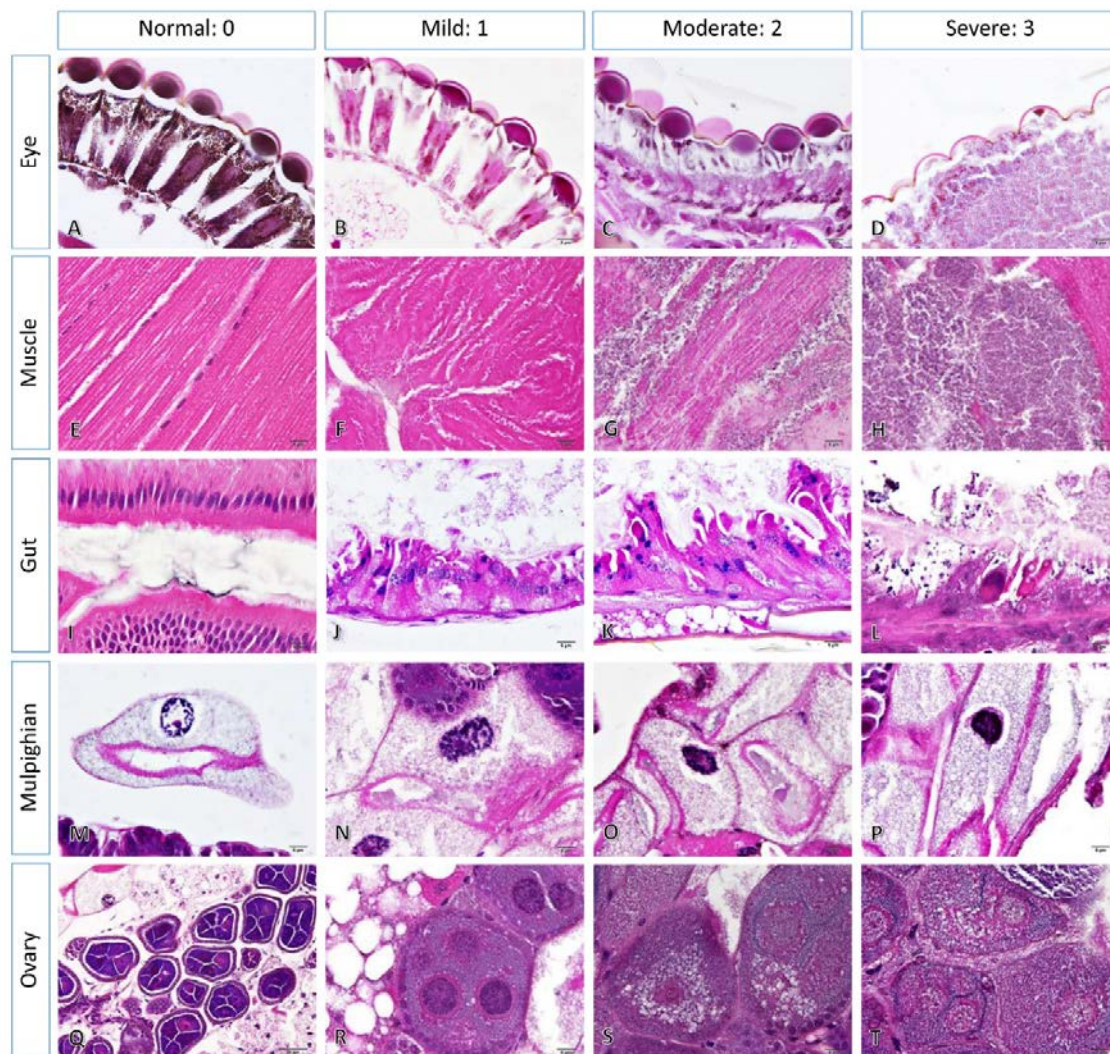 Normal: 0
Mild: 1
Moderate: 2
Severe: 3
Eye
A
B
C
D
Muscle
E
F
G
H
Gut
I
J
K
L
Mulpighian
M
N
O
P
Ovary
Q
R
S
T